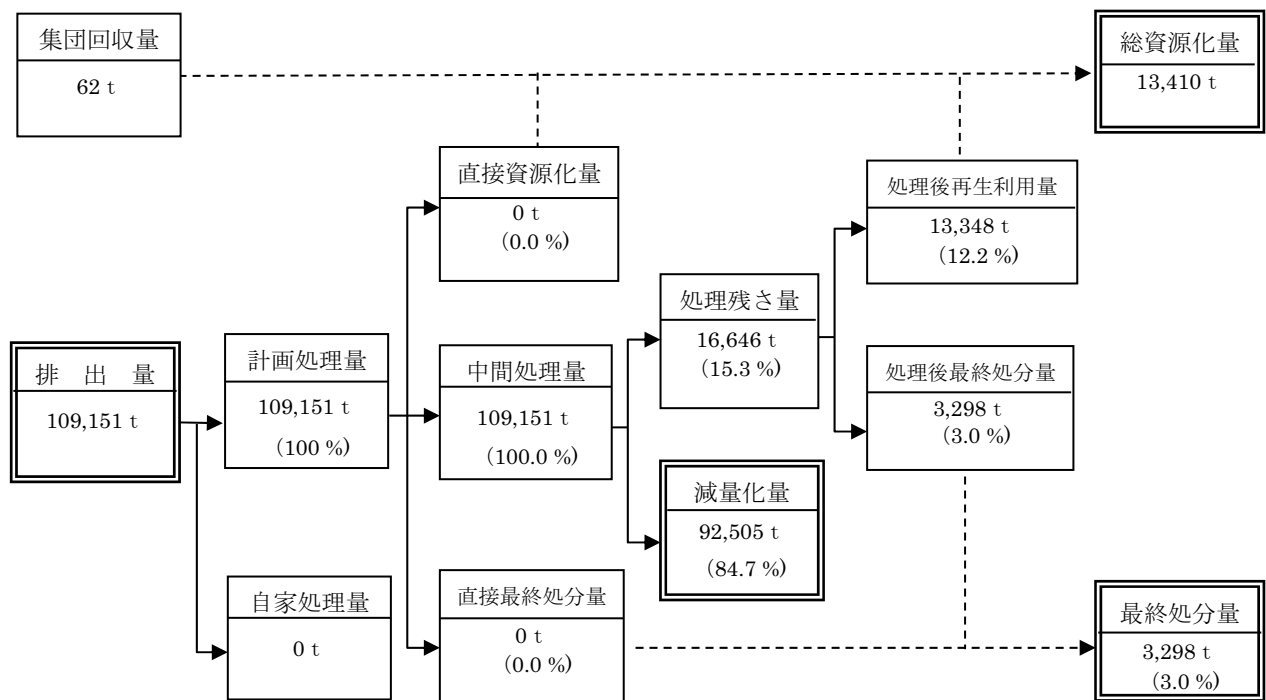 集団回収量
62 t
総資源化量
13,410 t
直接資源化量
0 t
(0.0 %)
処理後再生利用量
13,348 t
(12.2 %)
処理残さ量
16,646 t
(15.3 %)
排 出 量
109,151 t
計画処理量
109,151 t
(100 %)
中間処理量
109,151 t
(100.0 %)
処理後最終処分量
3,298 t
(3.0 %)
減量化量
92,505 t
(84.7 %)
自家処理量
0 t
直接最終処分量
0 t
(0.0 %)
最終処分量
3,298 t
(3.0 %)